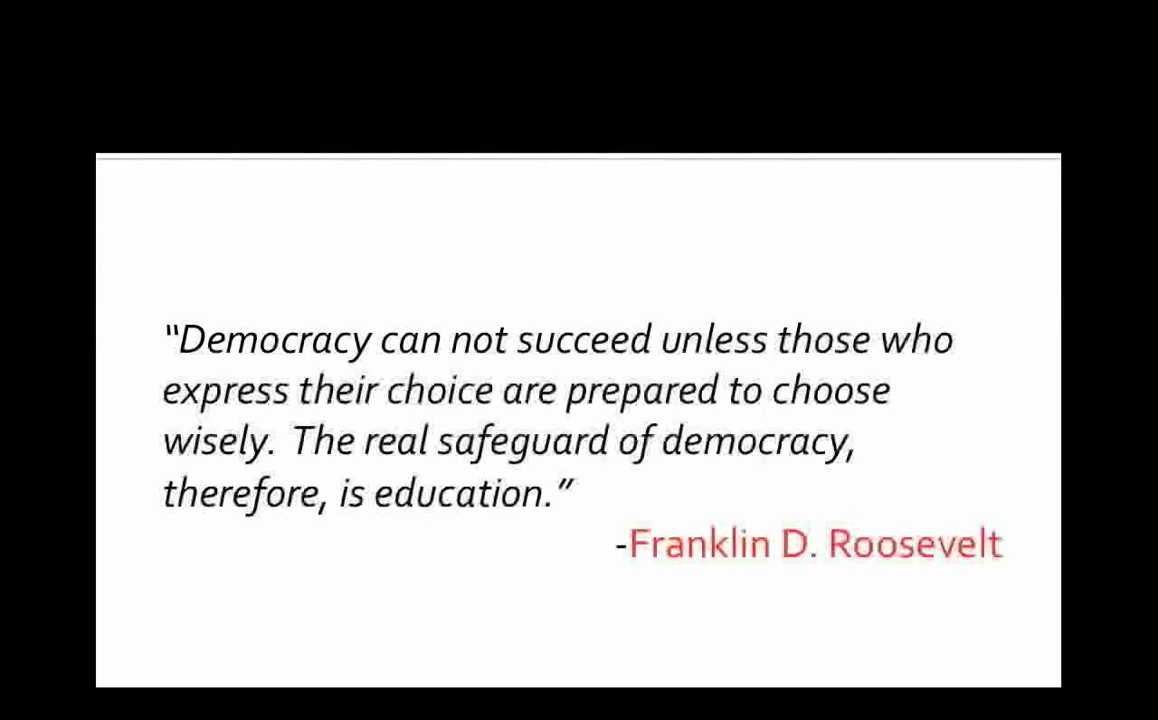 “Democracy can not succeed unless those who
express their choice are prepared to choose
wisely. The real safeguard of democracy,
therefore, is education.”
-Franklin D. Roosevelt